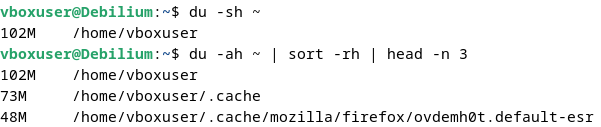 vboxuser@Debilium:~$ du -sh ~
102M    /home/vboxuser
vboxuser@Debilium:~$ du -ah ~ | sort -rh | head -n 3
102M    /home/vboxuser
73M     /home/vboxuser/.cache
48M     /home/vboxuser/.cache/mozilla/firefox/ovdemh0t.default-esr